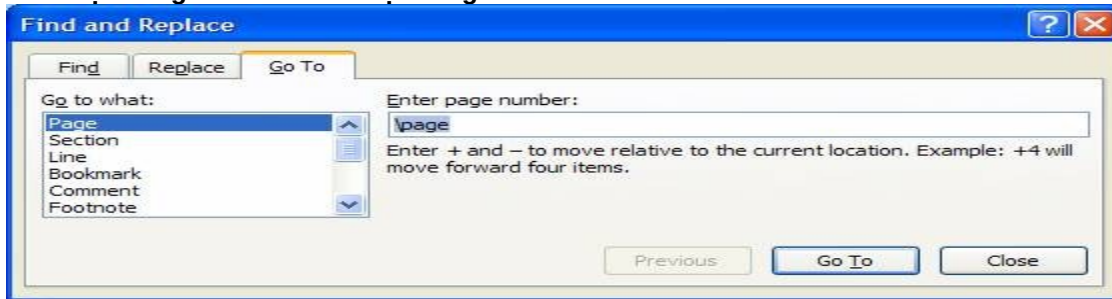 Find and Replace
Find Replace Go To
Go to what:
Page
Section
Line
Bookmark
Comment
Footnote
Enter page number:
\page
Enter + and – to move relative to the current location. Example: +4 will
move forward four items.
Previous Go To Close